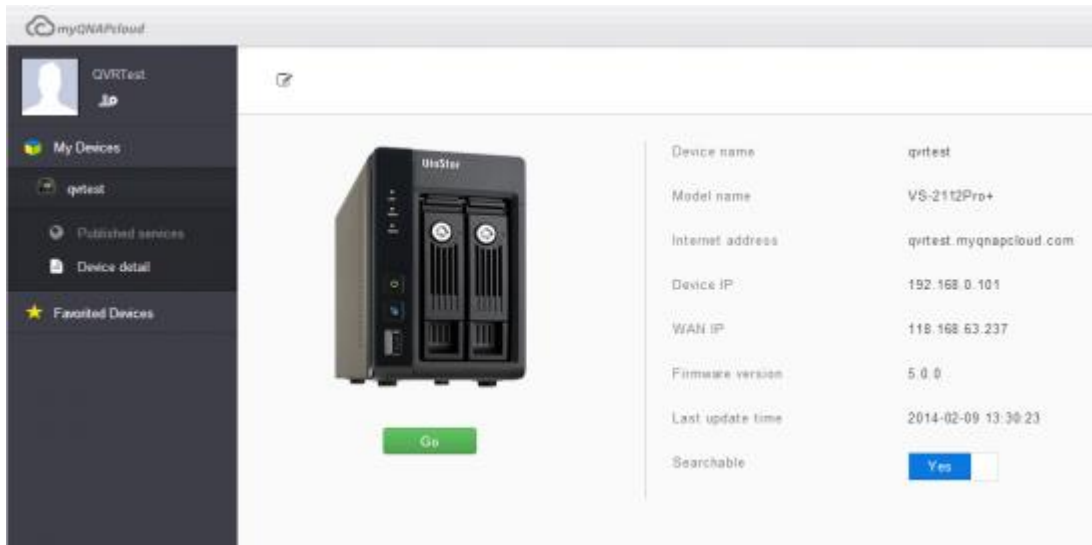 myQNAPcloud
QVRTest
My Devices
qvrtest
Published services
Device detail
Favorited Devices
VioStor
Go
Device name qvrtest
Model name VS-2112Pro+
Internet address qvrtest.myqnapcloud.com
Device IP 192.168.0.101
WAN IP 118.168.63.237
Firmware version 5.0.0
Last update time 2014-02-09 13:30:23
Searchable Yes